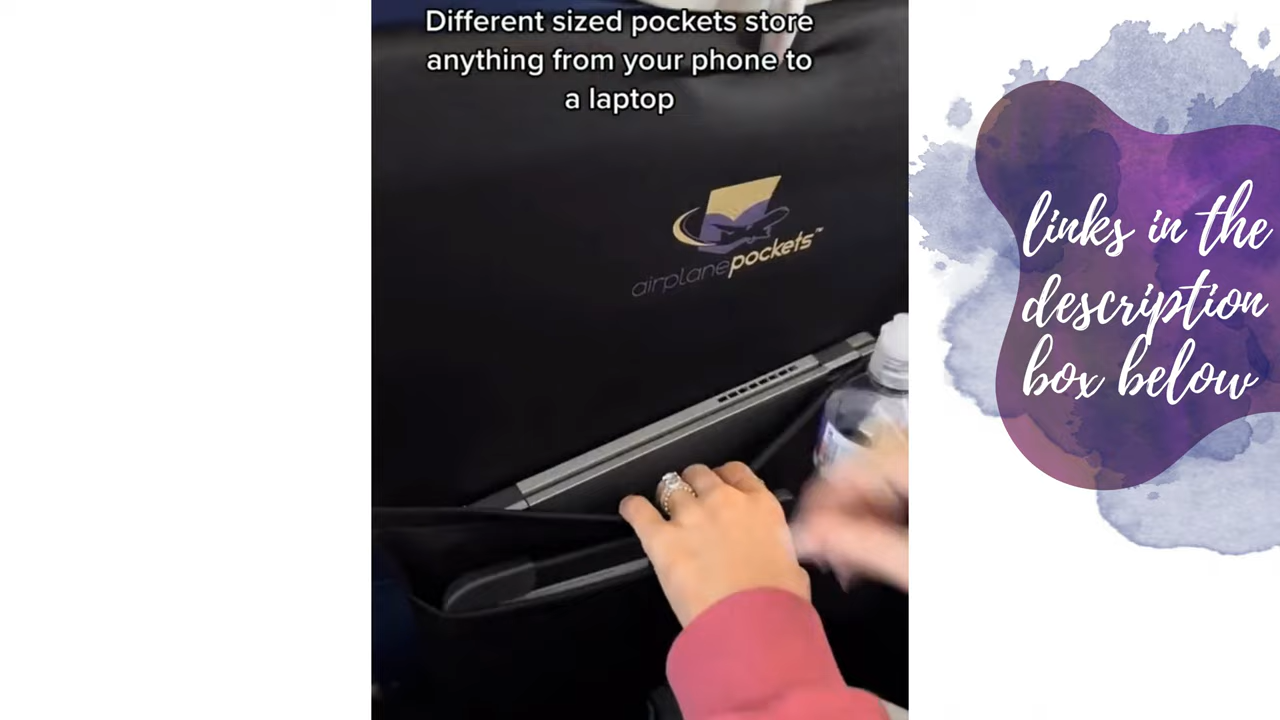 Different sized pockets store
anything from your phone to
a laptop
airplanepockets™
links in the
description
box below